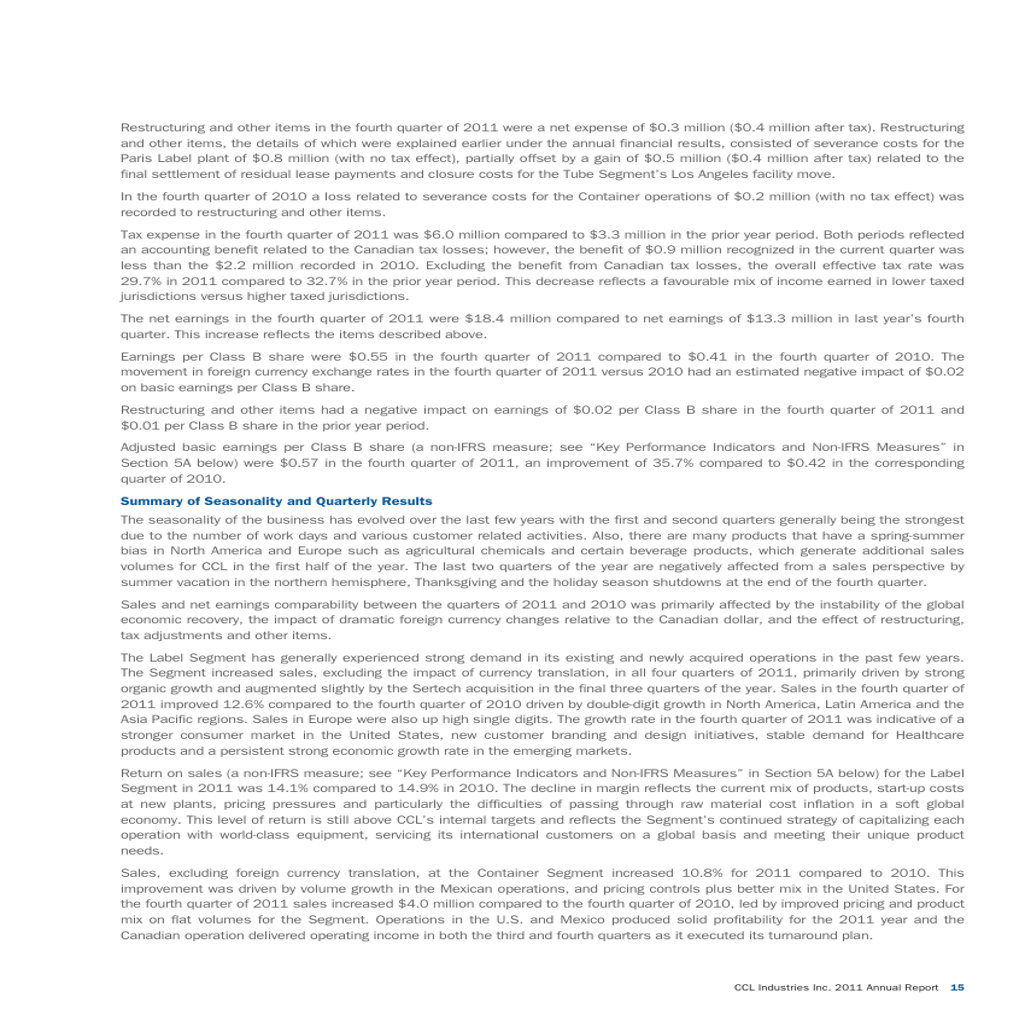 Restructuring and other items in the fourth quarter of 2011 were a net expense of $0.3 million ($0.4 million after tax). Restructuring
and other items, the details of which were explained earlier under the annual financial results, consisted of severance costs for the
Paris Label plant of $0.8 million (with no tax effect), partially offset by a gain of $0.5 million ($0.4 million after tax) related to the
final settlement of residual lease payments and closure costs for the Tube Segment's Los Angeles facility move.
In the fourth quarter of 2010 a loss related to severance costs for the Container operations of $0.2 million (with no tax effect) was
recorded to restructuring and other items.
Tax expense in the fourth quarter of 2011 was $6.0 million compared to $3.3 million in the prior year period. Both periods reflected
an accounting benefit related to the Canadian tax losses; however, the benefit of $0.9 million recognized in the current quarter was
less than the $2.2 million recorded in 2010. Excluding the benefit from Canadian tax losses, the overall effective tax rate was
29.7% in 2011 compared to 32.7% in the prior year period. This decrease reflects a favourable mix of income earned in lower taxed
jurisdictions versus higher taxed jurisdictions.
The net earnings in the fourth quarter of 2011 were $18.4 million compared to net earnings of $13.3 million in last year's fourth
quarter. This increase reflects the items described above.
Earnings per Class B share were $0.55 in the fourth quarter of 2011 compared to $0.41 in the fourth quarter of 2010. The
movement in foreign currency exchange rates in the fourth quarter of 2011 versus 2010 had an estimated negative impact of $0.02
on basic earnings per Class B share.
Restructuring and other items had a negative impact on earnings of $0.02 per Class B share in the fourth quarter of 2011 and
$0.01 per Class B share in the prior year period.
Adjusted basic earnings per Class B share (a non-IFRS measure; see “Key Performance Indicators and Non-IFRS Measures” in
Section 5A below) were $0.57 in the fourth quarter of 2011, an improvement of 35.7% compared to $0.42 in the corresponding
quarter of 2010.
Summary of Seasonality and Quarterly Results
The seasonality of the business has evolved over the last few years with the first and second quarters generally being the strongest
due to the number of work days and various customer related activities. Also, there are many products that have a spring-summer
bias in North America and Europe such as agricultural chemicals and certain beverage products, which generate additional sales
volumes for CCL in the first half of the year. The last two quarters of the year are negatively affected from a sales perspective by
summer vacation in the northern hemisphere, Thanksgiving and the holiday season shutdowns at the end of the fourth quarter.
Sales and net earnings comparability between the quarters of 2011 and 2010 was primarily affected by the instability of the global
economic recovery, the impact of dramatic foreign currency changes relative to the Canadian dollar, and the effect of restructuring,
tax adjustments and other items.
The Label Segment has generally experienced strong demand in its existing and newly acquired operations in the past few years.
The Segment increased sales, excluding the impact of currency translation, in all four quarters of 2011, primarily driven by strong
organic growth and augmented slightly by the Sertech acquisition in the final three quarters of the year. Sales in the fourth quarter of
2011 improved 12.6% compared to the fourth quarter of 2010 driven by double-digit growth in North America, Latin America and the
Asia Pacific regions. Sales in Europe were also up high single digits. The growth rate in the fourth quarter of 2011 was indicative of a
stronger consumer market in the United States, new customer branding and design initiatives, stable demand for Healthcare
products and a persistent strong economic growth rate in the emerging markets.
Return on sales (a non-IFRS measure; see “Key Performance Indicators and Non-IFRS Measures” in Section 5A below) for the Label
Segment in 2011 was 14.1% compared to 14.9% in 2010. The decline in margin reflects the current mix of products, start-up costs
at new plants, pricing pressures and particularly the difficulties of passing through raw material cost inflation in a soft global
economy. This level of return is still above CCL's internal targets and reflects the Segment's continued strategy of capitalizing each
operation with world-class equipment, servicing its international customers on a global basis and meeting their unique product
needs.
Sales, excluding foreign currency translation, at the Container Segment increased 10.8% for 2011 compared to 2010. This
improvement was driven by volume growth in the Mexican operations, and pricing controls plus better mix in the United States. For
the fourth quarter of 2011 sales increased $4.0 million compared to the fourth quarter of 2010, led by improved pricing and product
mix on flat volumes for the Segment. Operations in the U.S. and Mexico produced solid profitability for the 2011 year and the
Canadian operation delivered operating income in both the third and fourth quarters as it executed its turnaround plan.
CCL Industries Inc. 2011 Annual Report 15